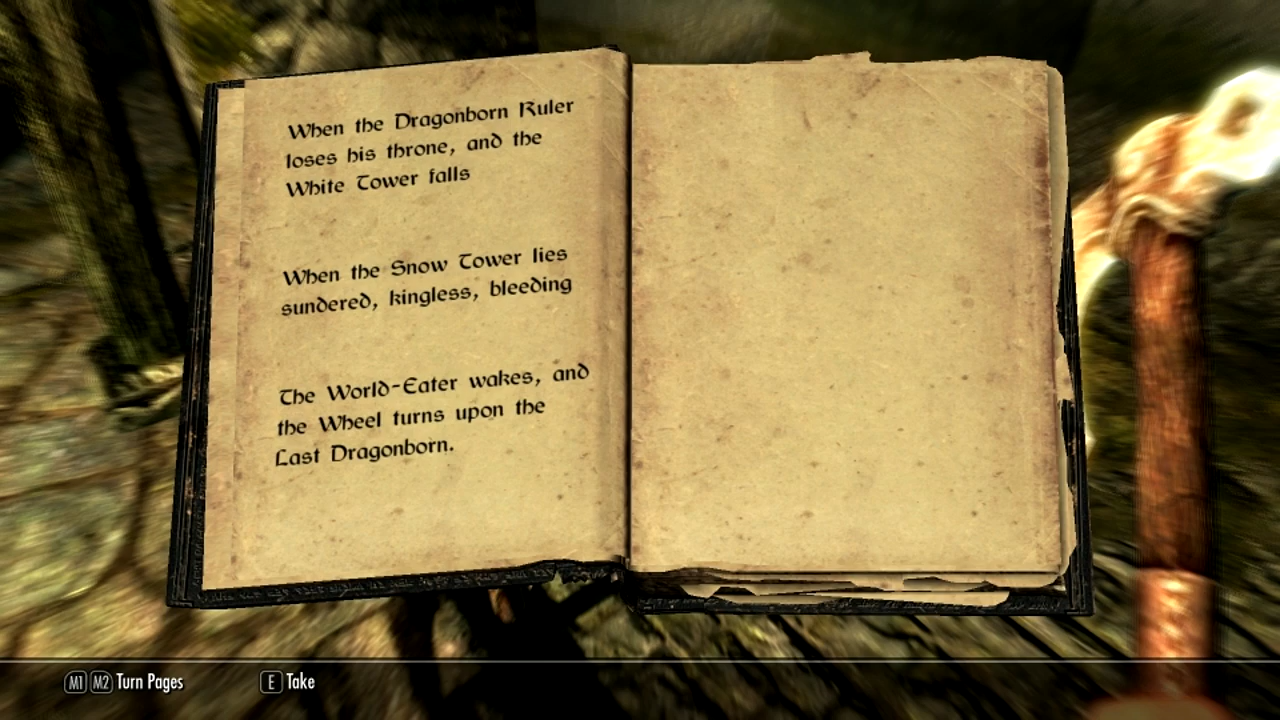 When the Dragonborn Ruler
loses his throne, and the
White Tower falls
When the Snow Tower lies
sundered, kingless, bleeding
The World-Eater wakes, and
the Wheel turns upon the
Last Dragonborn.
M1 M2 Turn Pages
E Take